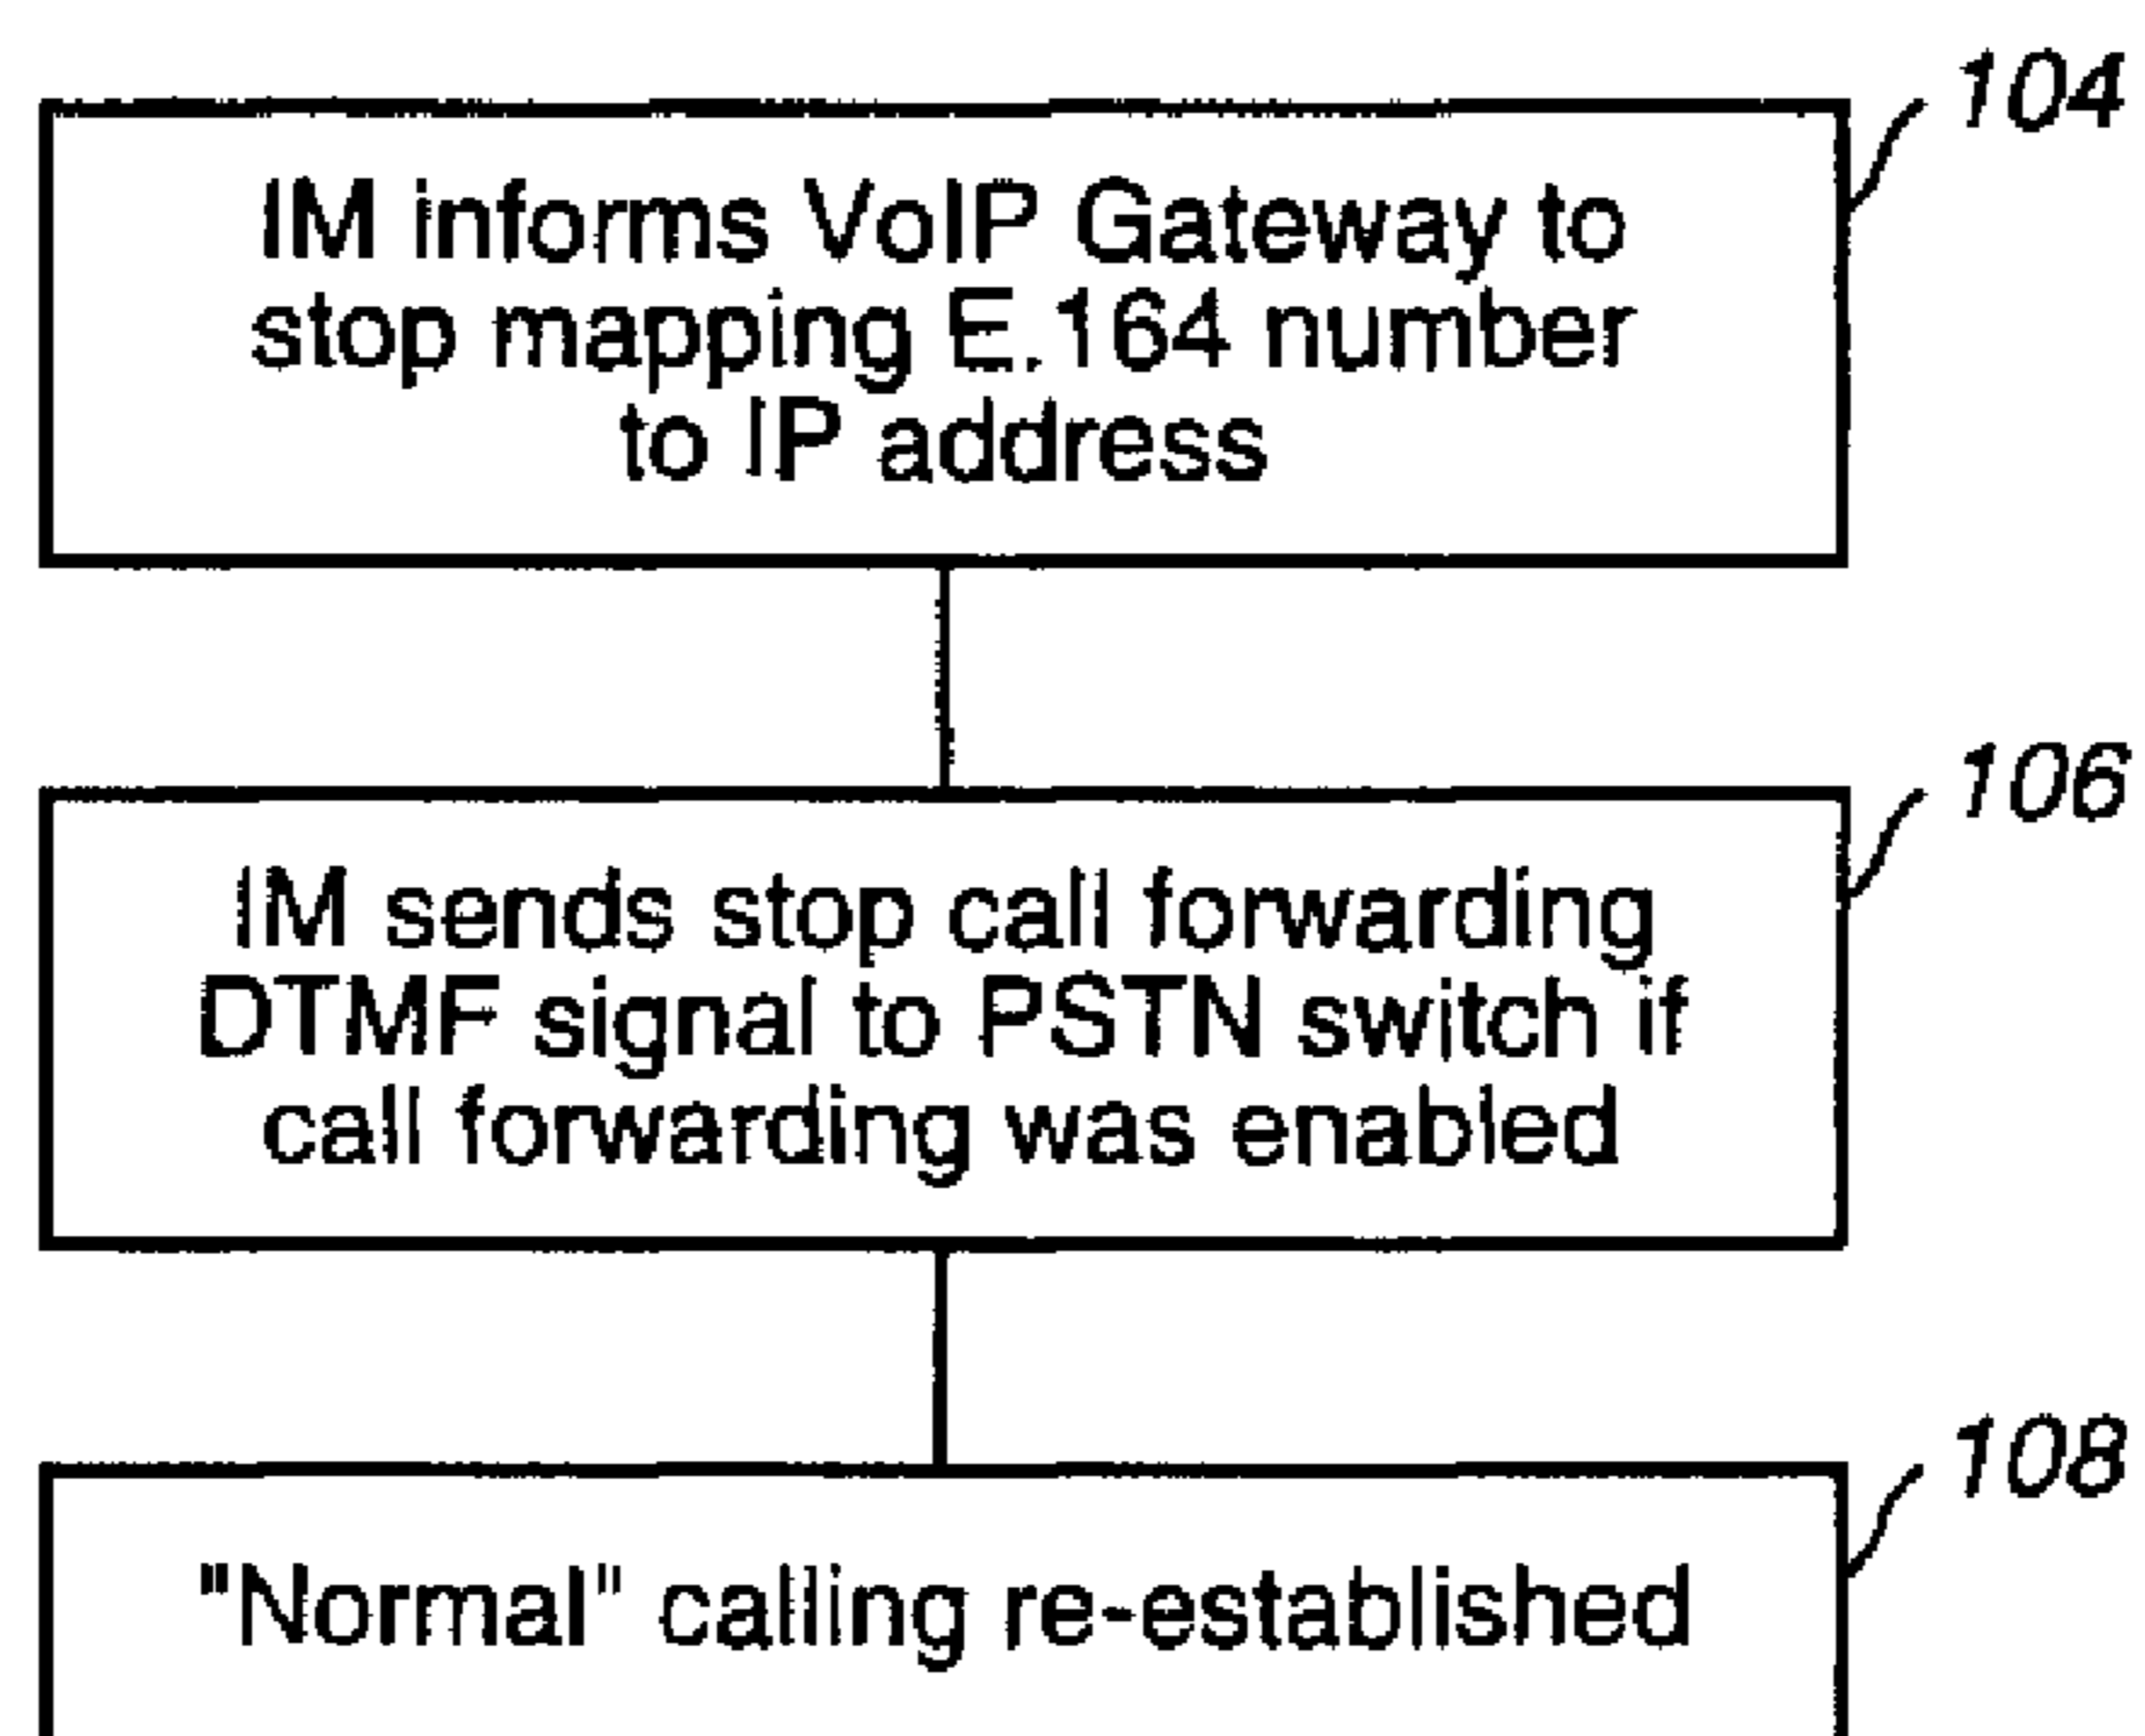 104
IM informs VoIP Gateway to
stop mapping E.164 number
to IP address
106
IM sends stop call forwarding
DTMF signal to PSTN switch if
call forwarding was enabled
108
"Normal" calling re-established